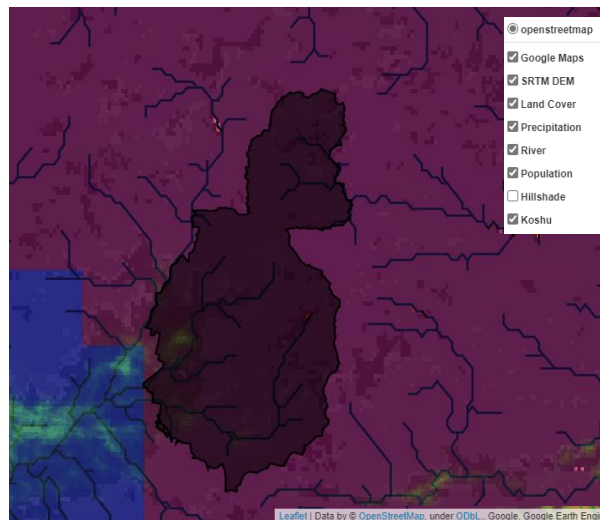 openstreetmap
Google Maps
SRTM DEM
Land Cover
Precipitation
River
Population
Hillshade
Koshu
Leaflet | Data by © OpenStreetMap, under ODbL., Google, Google Earth Engin